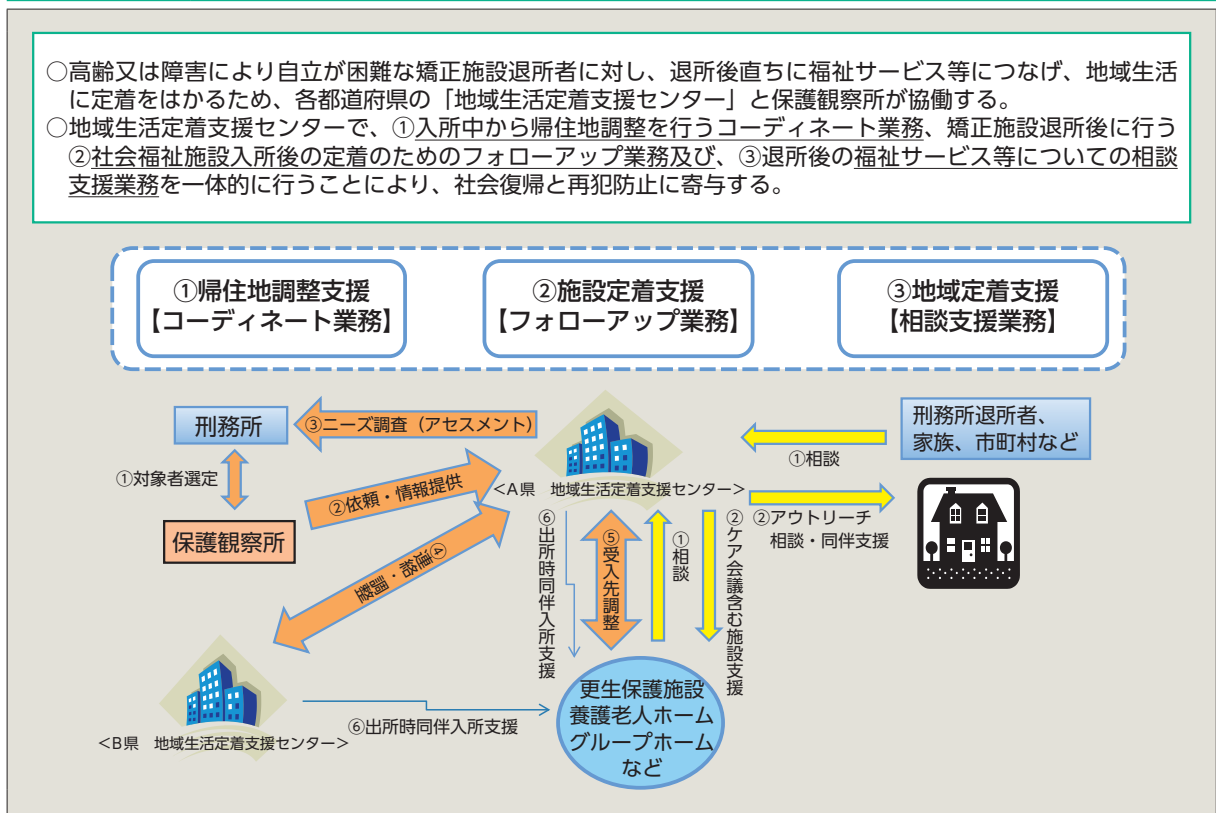 ○高齢又は障害により自立が困難な矯正施設退所者に対し、退所後直ちに福祉サービス等につなげ、地域生活
に定着をはかるため、各都道府県の「地域生活定着支援センター」と保護観察所が協働する。
○地域生活定着支援センターで、①入所中から帰住地調整を行うコーディネート業務、矯正施設退所後に行う
②社会福祉施設入所後の定着のためのフォローアップ業務及び、③退所後の福祉サービス等についての相談
支援業務を一体的に行うことにより、社会復帰と再犯防止に寄与する。
①帰住地調整支援
【コーディネート業務】
②施設定着支援
【フォローアップ業務】
③地域定着支援
【相談支援業務】
刑務所
③ニーズ調査（アセスメント）
刑務所退所者、
家族、市町村など
①相談
①対象者選定
②依頼・情報提供
<A県　地域生活定着支援センター>
保護観察所
④連絡・調整
⑥出所時同伴入所支援
⑤受入先調整
①相談
②ケア会議含む施設支援
②アウトリーチ
相談・同伴支援
更生保護施設
養護老人ホーム
グループホーム
など
⑥出所時同伴入所支援
<B県　地域生活定着支援センター>